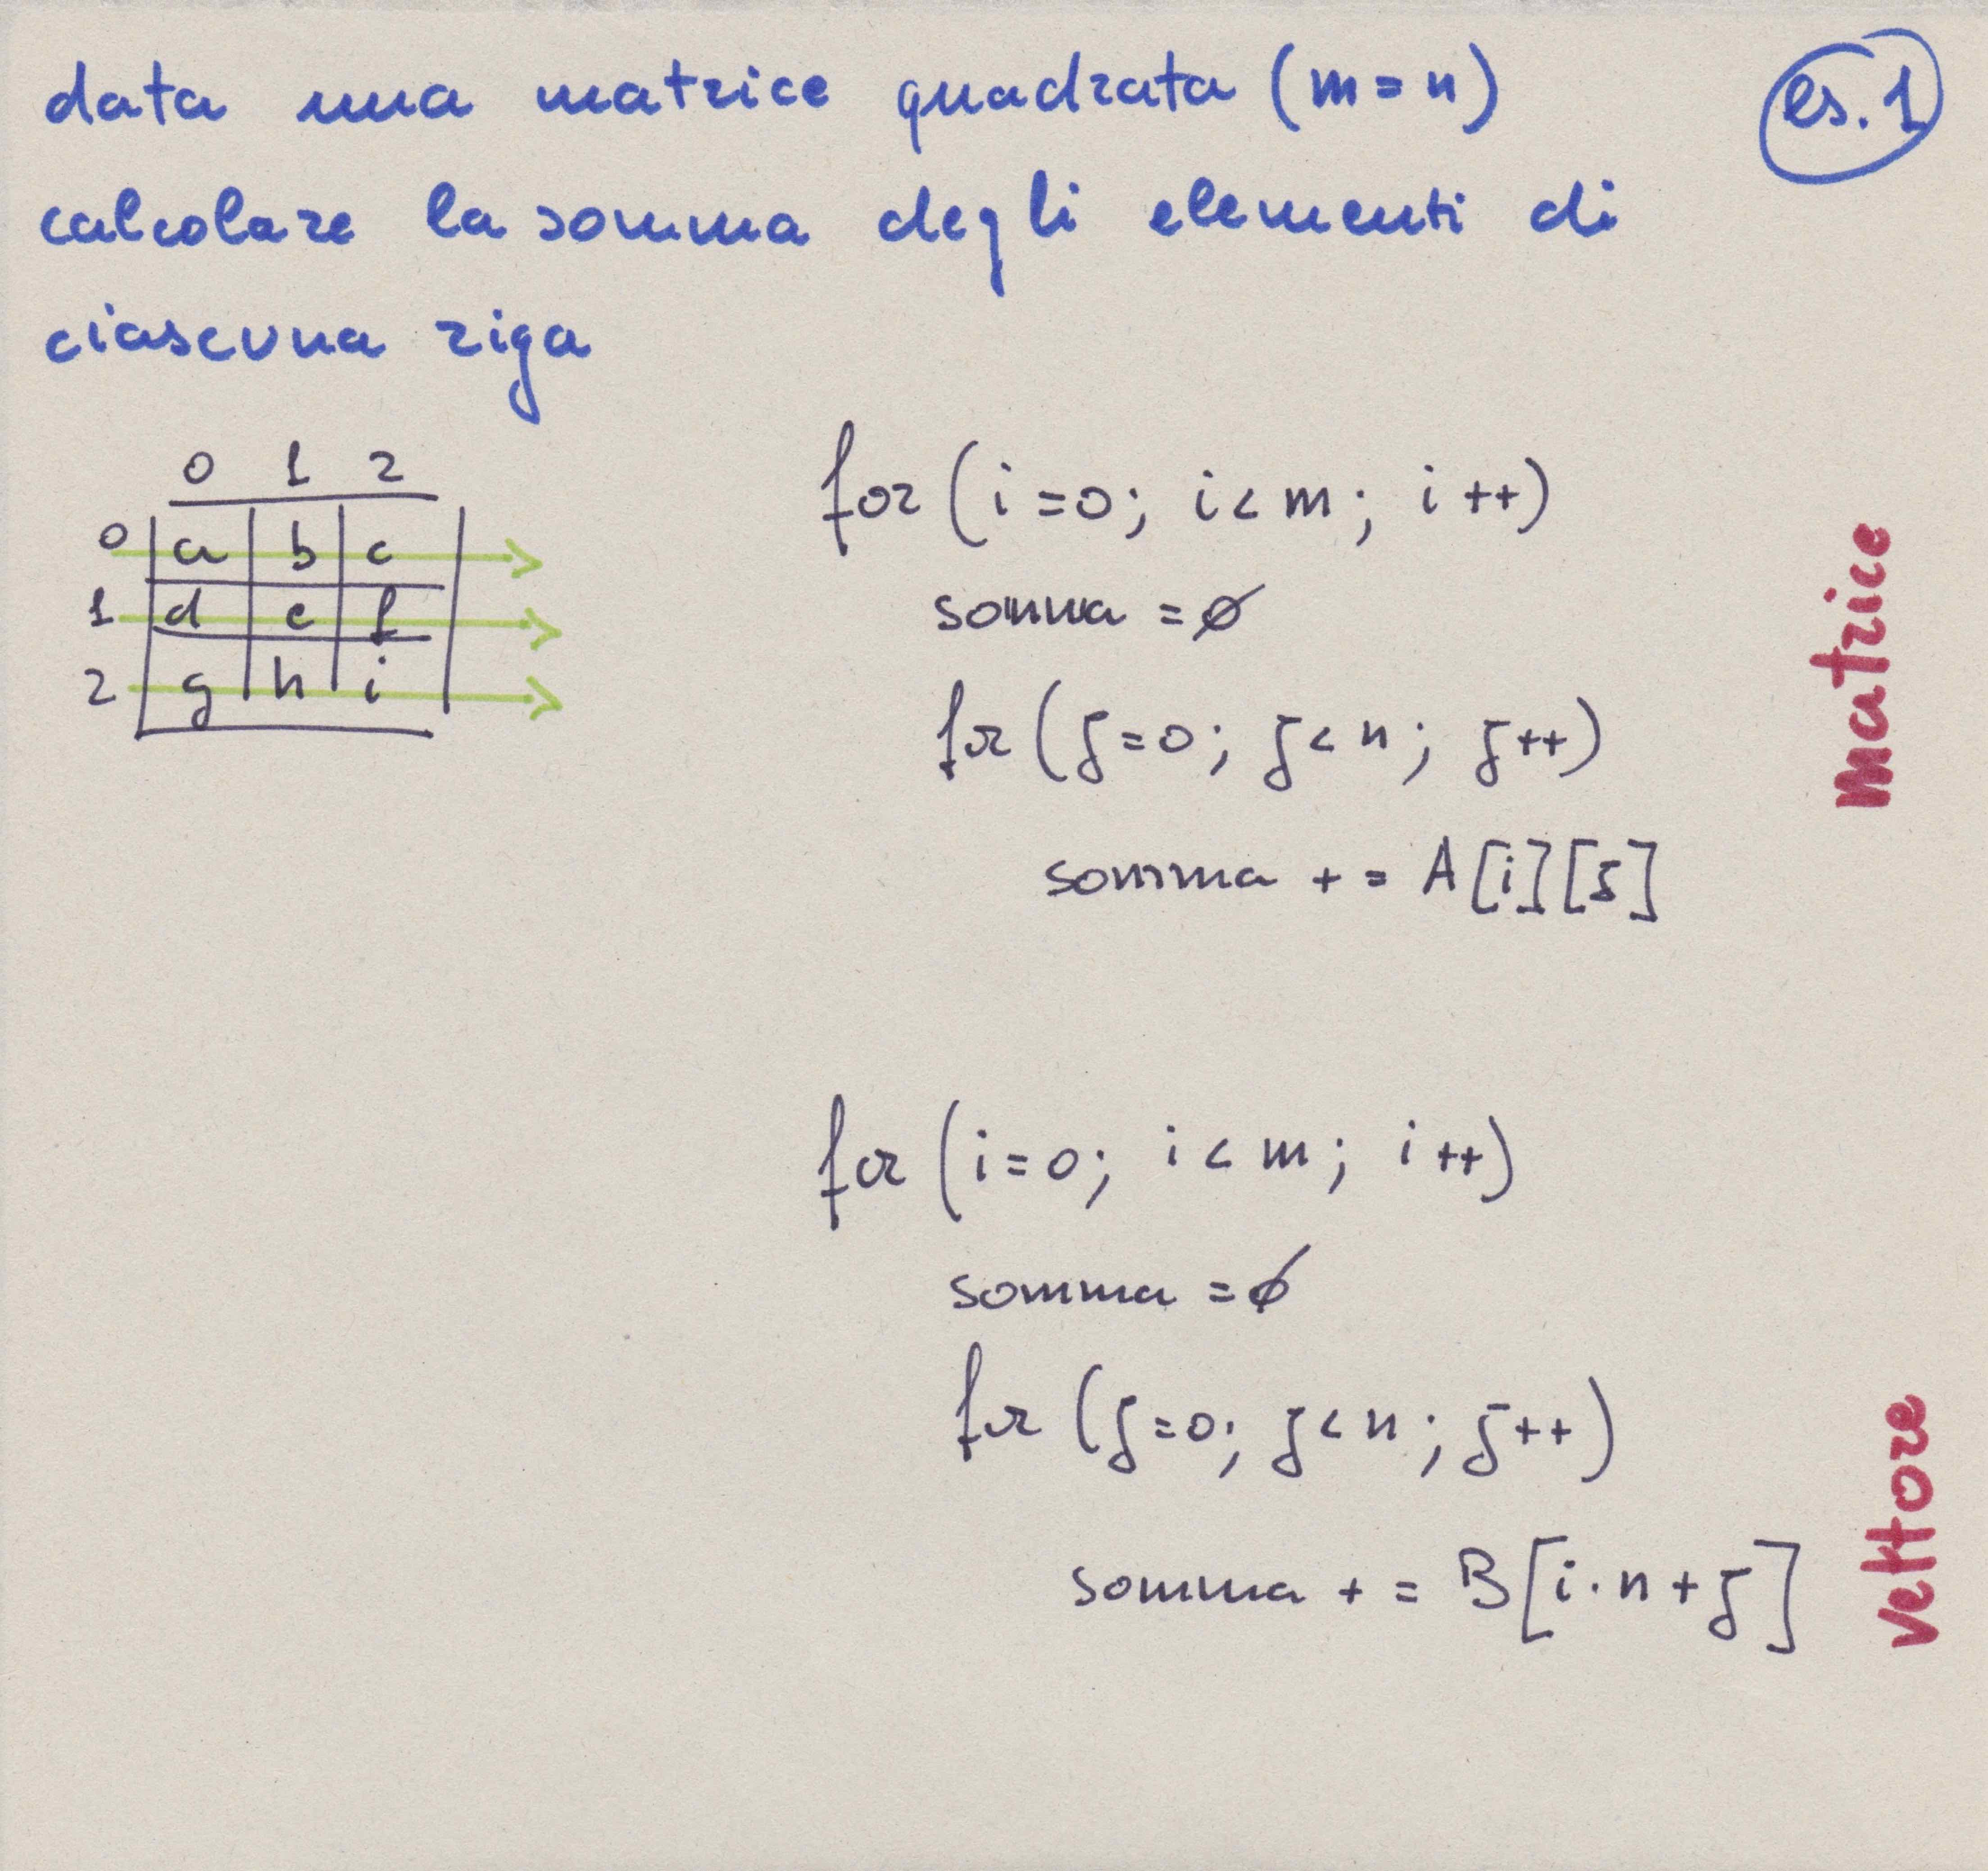 data una matrice quadrata (m=n)
es. 1
calcolare la somma degli elementi di
ciascuna riga
0 1 2
0 a b c
1 d e f
2 g h i
for (i=0; i<m; i++)
somma =ø
for (j=0; j<n; j++)
somma += A[i][j]
matrice
for (i=0; i<m; i++)
somma =ø
for (j=0; j<n; j++)
somma += B[i·n+j]
vettore